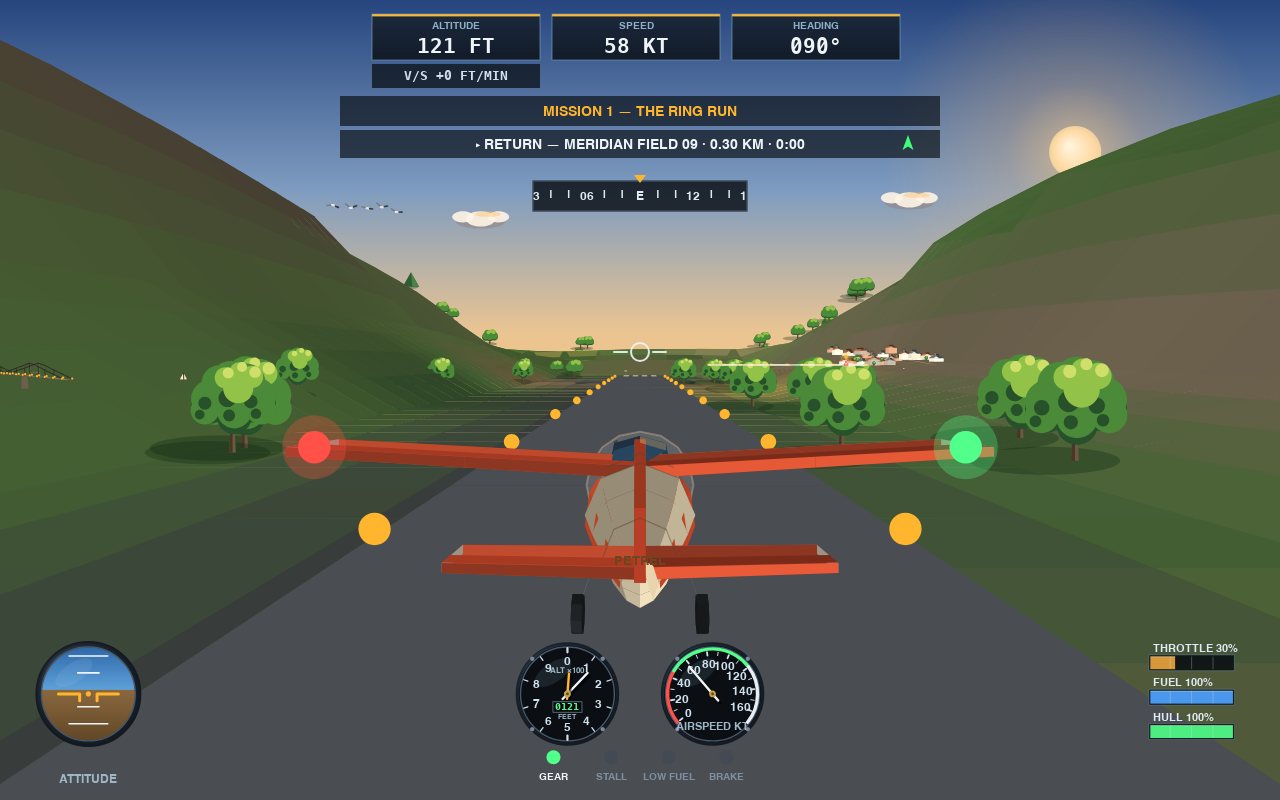 ALTITUDE
121 FT
SPEED
58 KT
HEADING
090°
V/S +0 FT/MIN
MISSION 1 — THE RING RUN
▸ RETURN — MERIDIAN FIELD 09 · 0.30 KM · 0:00
3 06 E 12 1
PETREL
ATTITUDE
0 1 2 3 4 5 6 7 8 9
ALT ×100
0121
FEET
0 20 40 60 80 100 120 140 160
AIRSPEED KT
GEAR
STALL
LOW FUEL
BRAKE
THROTTLE 30%
FUEL 100%
HULL 100%